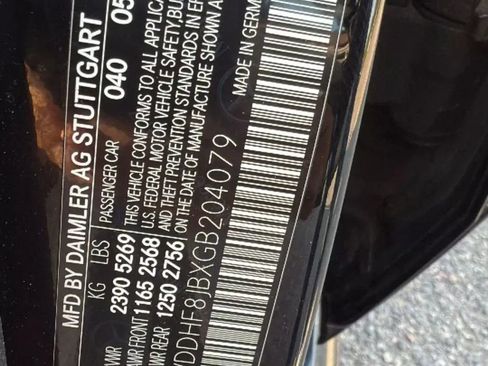 MFD BY DAIMLER AG STUTTGART
KG LBS
2390 5269
FRONT 1165 2568
REAR 1250 2756
040 05
PASSENGER CAR
THIS VEHICLE CONFORMS TO ALL
U.S. FEDERAL MOTOR VEHICLE SAFETY,
AND THEFT PREVENTION STANDARDS IN
ON THE DATE OF MANUFACTURE SHOWN
DDHF8JBXGB204079
MADE IN